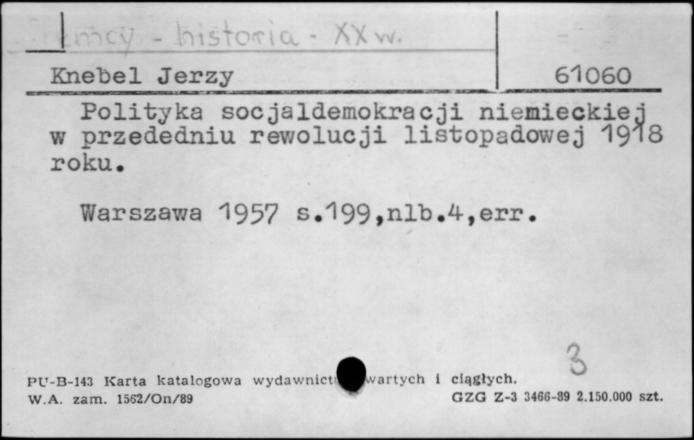 Niemcy - historia - XX w.
Knebel Jerzy 61060
Polityka socjaldemokracji niemieckiej
w przededniu rewolucji listopadowej 1918
roku.
Warszawa 1957 s.199,nlb.4,err.
3
PU-B-143 Karta katalogowa wydawnict wartych i ciągłych.
W.A. zam. 1562/On/89 GZG Z-3 3466-89 2.150.000 szt.